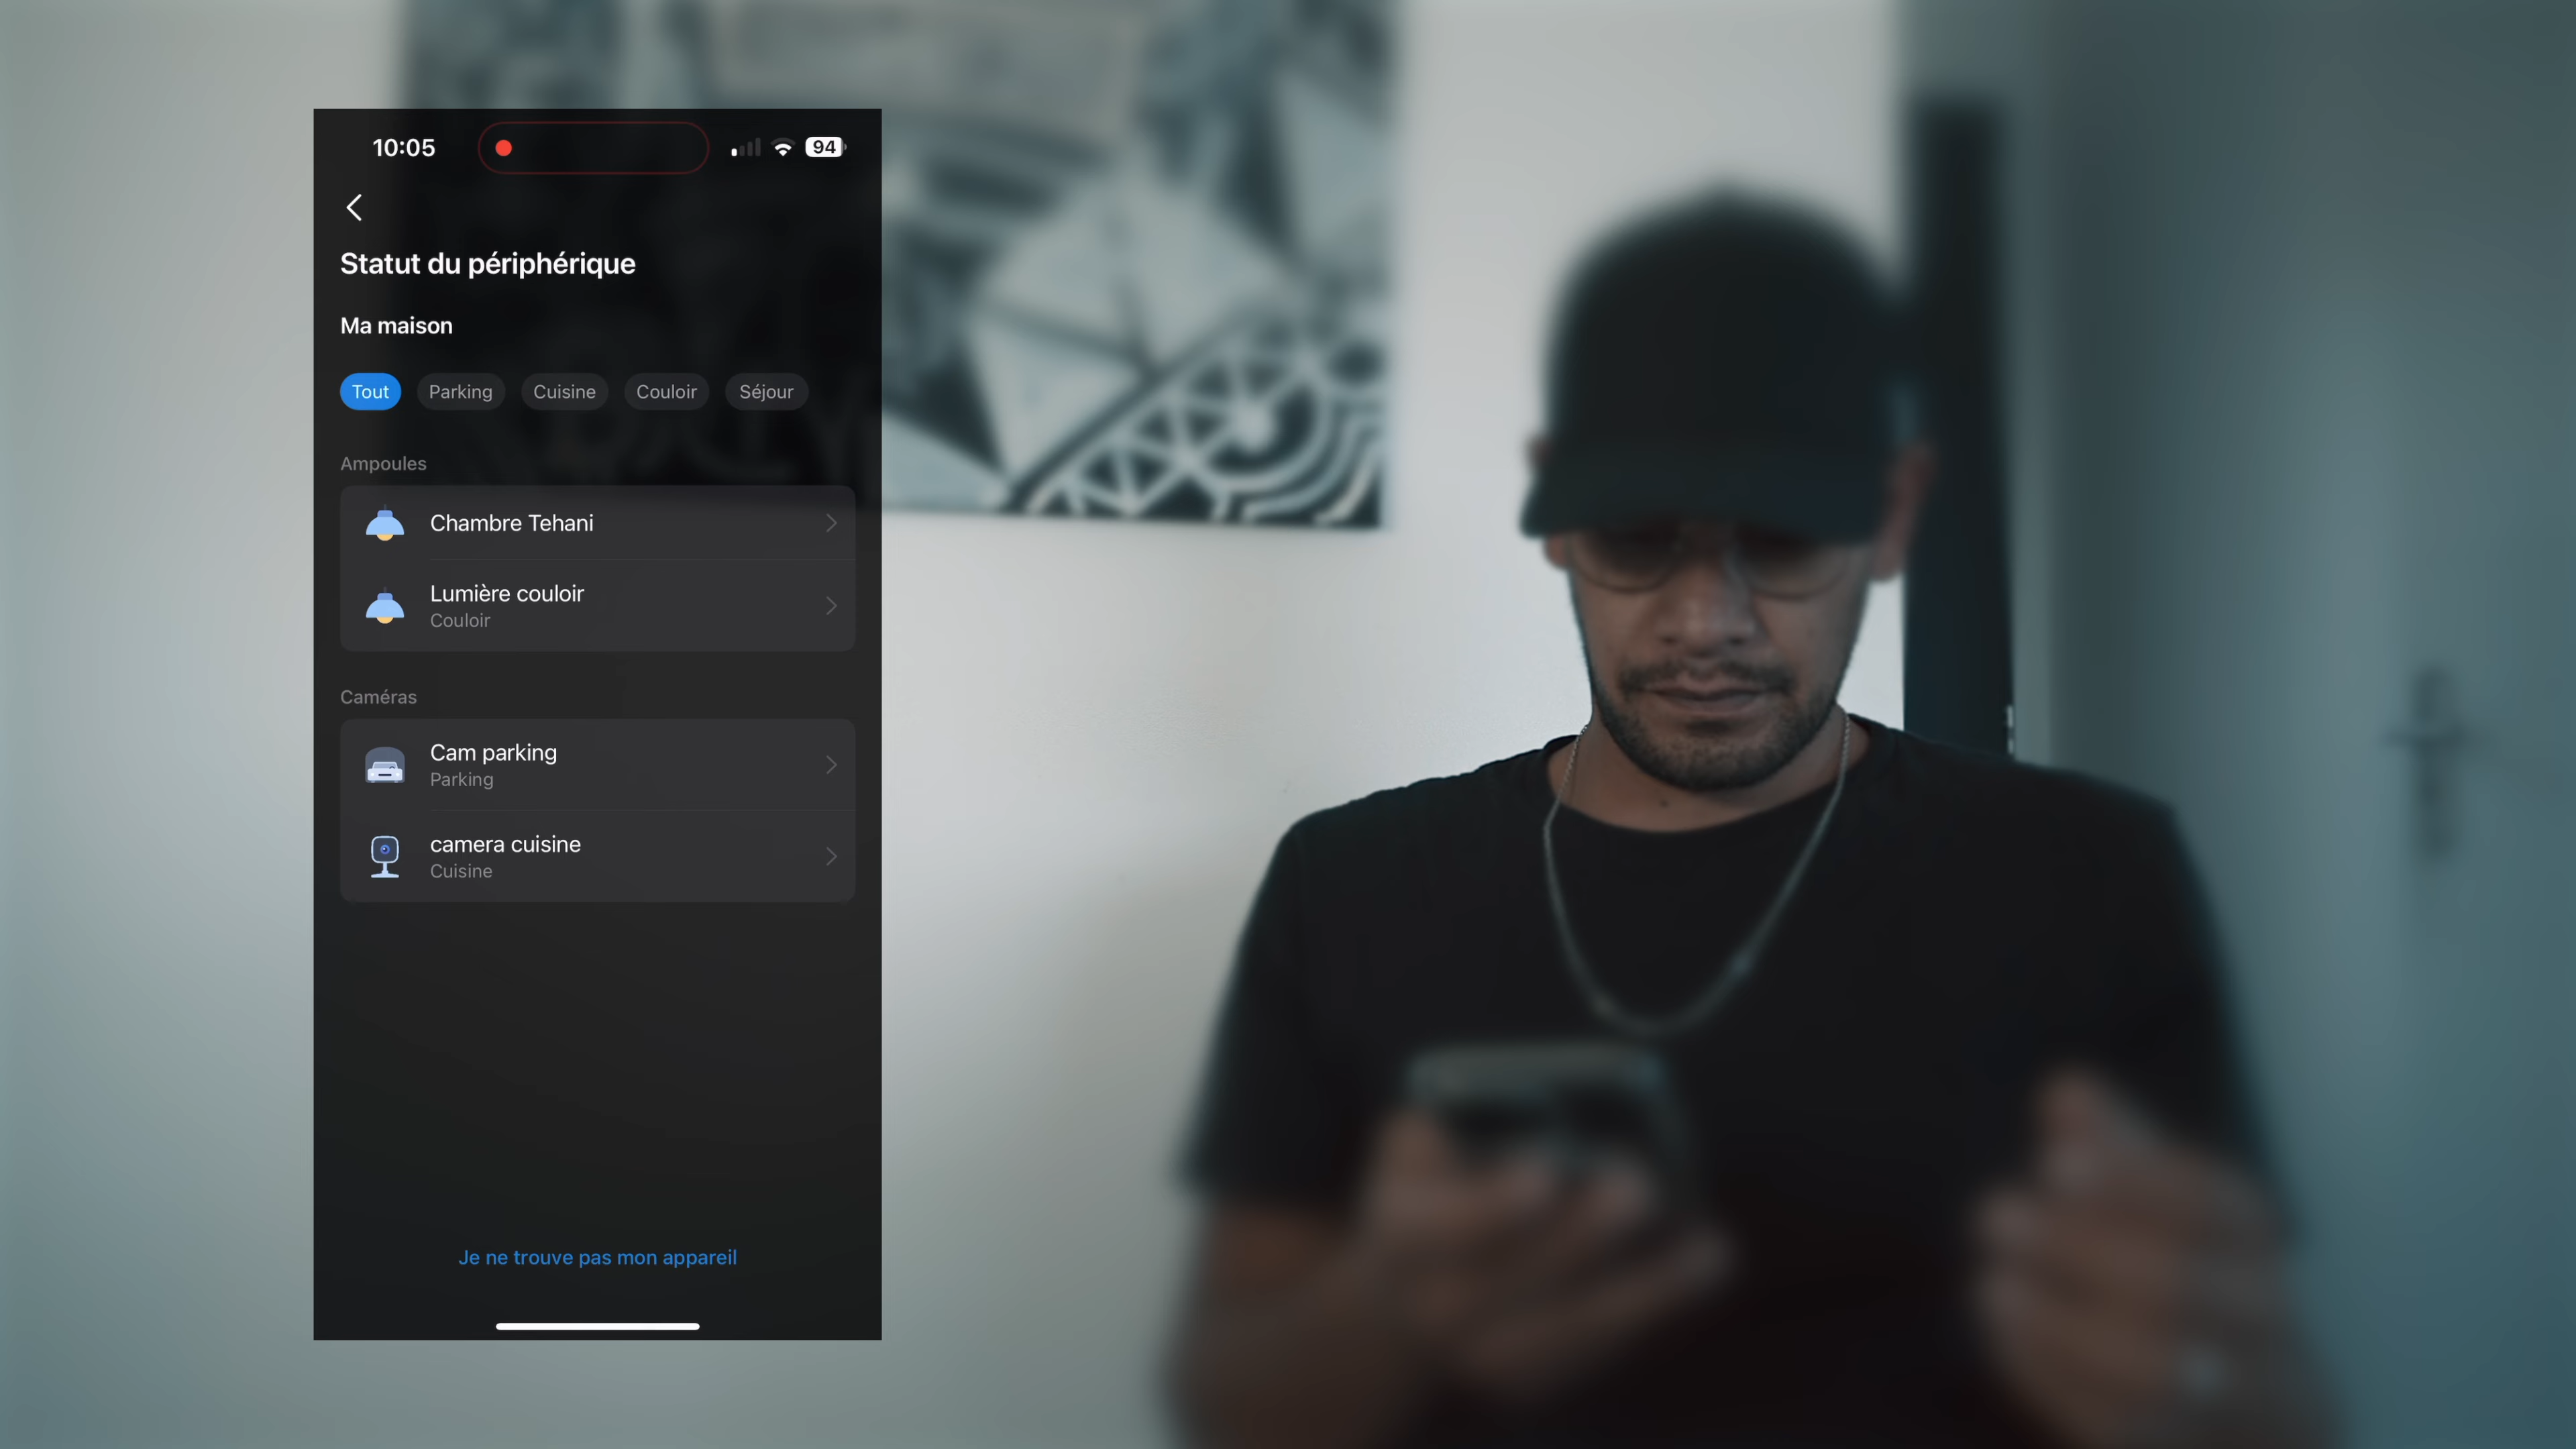 10:05
94
Statut du périphérique
Ma maison
Tout Parking Cuisine Couloir Séjour
Ampoules
Chambre Tehani
Lumière couloir
Couloir
Caméras
Cam parking
Parking
camera cuisine
Cuisine
Je ne trouve pas mon appareil